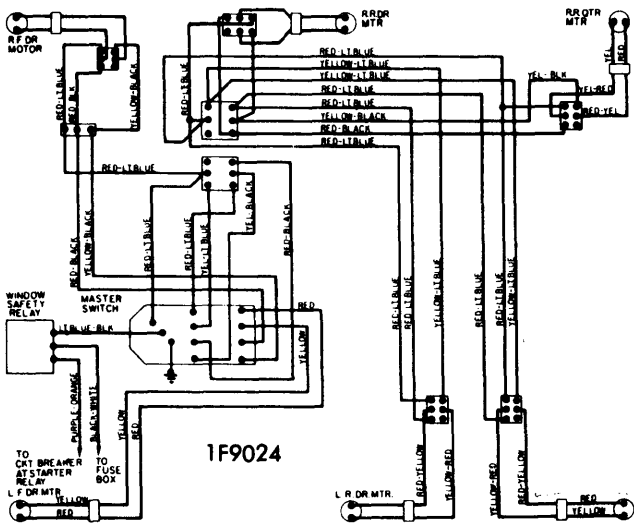 R.F DR
MOTOR
R.R.DR
MTR
R.R.QTR
MTR
YEL
RED
RED-LT.BLUE
RED-BLK
YELLOW-BLACK
RED-LT.BLUE
RED-LT.BLUE
YELLOW-LT.BLUE
YELLOW-LT.BLUE
RED-LT.BLUE
RED-LT.BLUE
YELLOW-BLACK
RED-BLACK
RED-LT.BLUE
YEL-BLK
YEL-RED
RED-YEL
RED-LT.BLUE
RED-BLACK
YELLOW-BLACK
RED-LT.BLUE
YEL-LT.BLUE
YEL-BLACK
RED-BLACK
RED-LT.BLUE
RED-LT.BLUE
YELLOW-LT.BLUE
RED-LT.BLUE
RED-LT.BLUE
YELLOW-LT.BLUE
WINDOW
SAFETY
RELAY
MASTER
SWITCH
LT.BLUE-BLK
RED
YELLOW
PURPLE-ORANGE
BLACK-WHITE
YELLOW
RED
TO
CKT BREAKER
AT STARTER
RELAY
TO
FUSE
BOX
1F9024
L F DR MTR.
YELLOW
RED
L R DR MTR.
RED-YELLOW
YELLOW-RED
YELLOW-RED
RED-YELLOW
RED
YELLOW